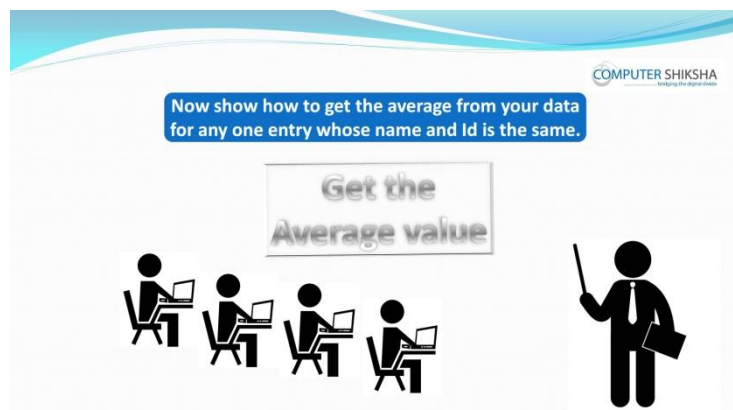 COMPUTER SHIKSHA
bridging the digital divide
Now show how to get the average from your data
for any one entry whose name and Id is the same.
Get the
Average value